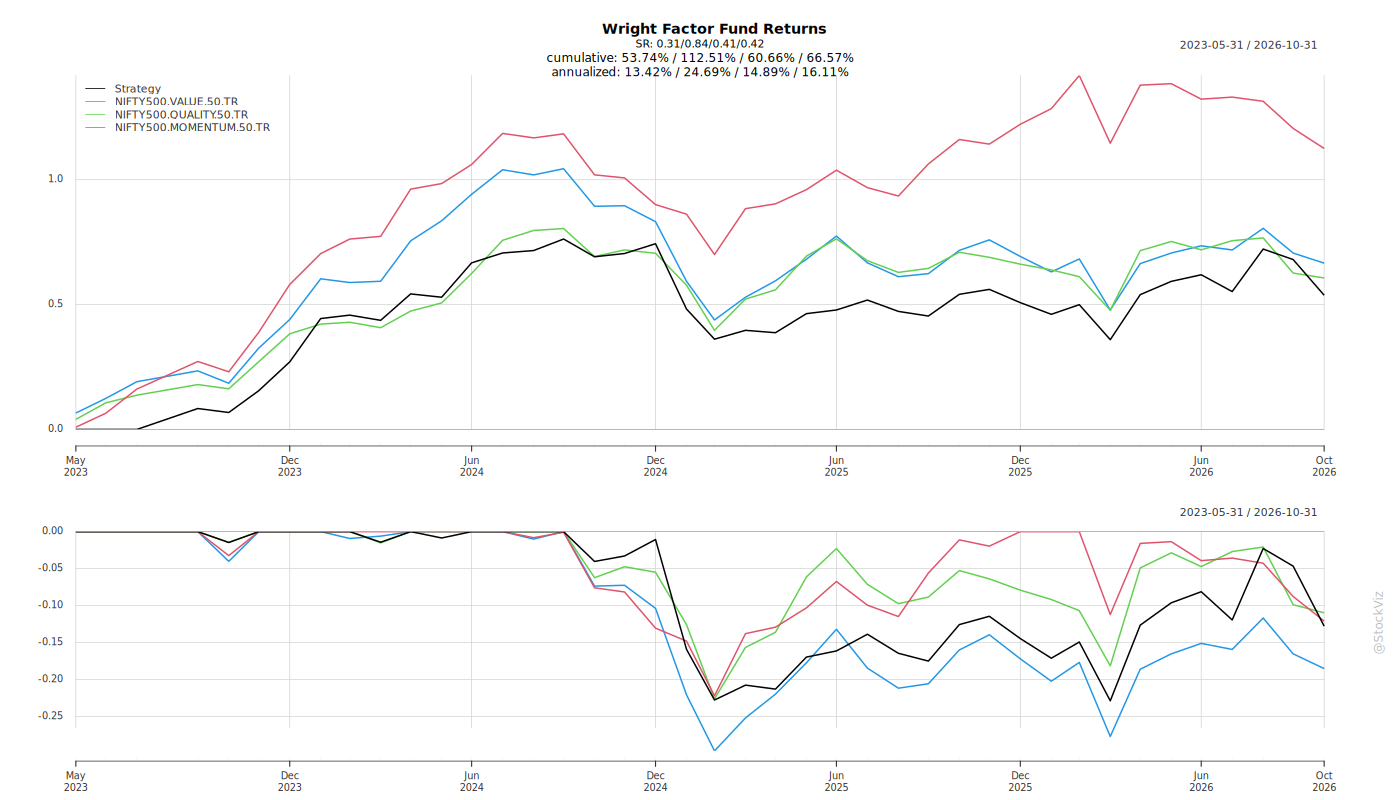 Wright Factor Fund Returns
SR: 0.31/0.84/0.41/0.42
cumulative: 53.74% / 112.51% / 60.66% / 66.57%
annualized: 13.42% / 24.69% / 14.89% / 16.11%
2023-05-31 / 2026-10-31
Strategy
NIFTY500.VALUE.50.TR
NIFTY500.QUALITY.50.TR
NIFTY500.MOMENTUM.50.TR
1.0
0.5
0.0
May Dec Jun Dec Jun Dec Jun Oct
2023 2023 2024 2024 2025 2025 2026 2026
2023-05-31 / 2026-10-31
0.00
-0.05
-0.10
-0.15
-0.20
-0.25
May Dec Jun Dec Jun Dec Jun Oct
2023 2023 2024 2024 2025 2025 2026 2026
@StockViz